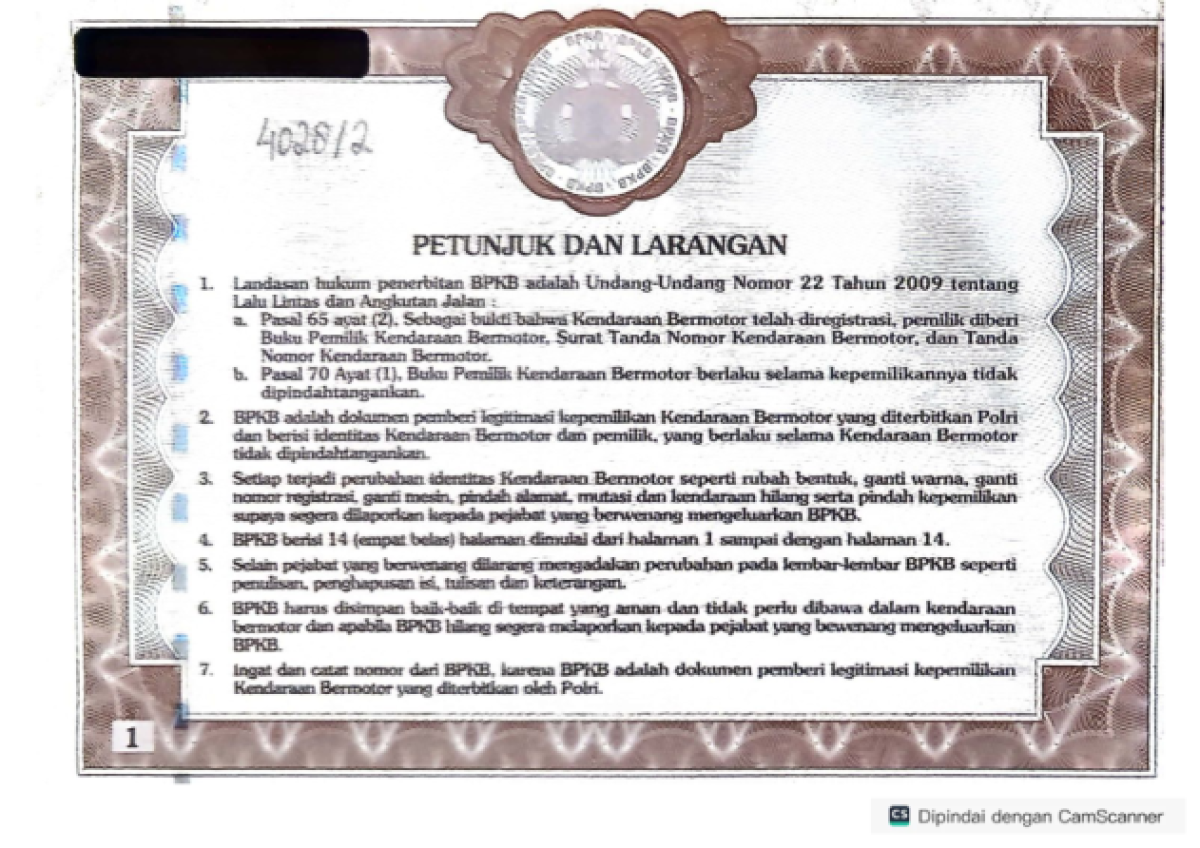 4028/2
PETUNJUK DAN LARANGAN
1. Landasan hukum penerbitan BPKB adalah Undang-Undang Nomor 22 Tahun 2009 tentang
Lalu Lintas dan Angkutan Jalan :
a. Pasal 65 ayat (2), Sebagai bukti bahwa Kendaraan Bermotor telah diregistrasi, pemilik diberi
Buku Pemilik Kendaraan Bermotor, Surat Tanda Nomor Kendaraan Bermotor, dan Tanda
Nomor Kendaraan Bermotor.
b. Pasal 70 Ayat (1), Buku Pemilik Kendaraan Bermotor berlaku selama kepemilikannya tidak
dipindahtangankan.
2. BPKB adalah dokumen pemberi legitimasi kepemilikan Kendaraan Bermotor yang diterbitkan Polri
dan berisi identitas Kendaraan Bermotor dan pemilik, yang berlaku selama Kendaraan Bermotor
tidak dipindahtangankan.
3. Setiap terjadi perubahan identitas Kendaraan Bermotor seperti rubah bentuk, ganti warna, ganti
nomor registrasi, ganti mesin, pindah alamat, mutasi dan kendaraan hilang serta pindah kepemilikan
supaya segera dilaporkan kepada pejabat yang berwenang mengeluarkan BPKB.
4. BPKB berisi 14 (empat belas) halaman dimulai dari halaman 1 sampai dengan halaman 14.
5. Selain pejabat yang berwenang dilarang mengadakan perubahan pada lembar-lembar BPKB seperti
penulisan, penghapusan isi, tulisan dan keterangan.
6. BPKB harus disimpan baik-baik di tempat yang aman dan tidak perlu dibawa dalam kendaraan
bermotor dan apabila BPKB hilang segera melaporkan kepada pejabat yang bewenang mengeluarkan
BPKB.
7. Ingat dan catat nomor dari BPKB, karena BPKB adalah dokumen pemberi legitimasi kepemilikan
Kendaraan Bermotor yang diterbitkan oleh Polri.
1
CS Dipindai dengan CamScanner